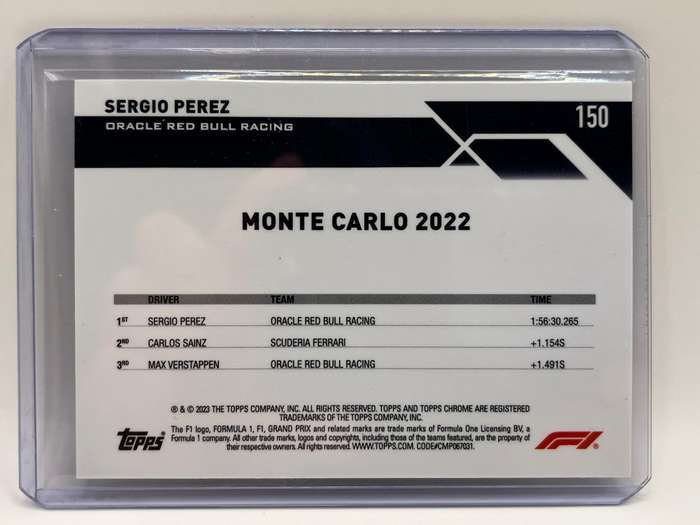 SERGIO PEREZ
150
ORACLE RED BULL RACING
MONTE CARLO 2022
DRIVER TEAM TIME
1ST SERGIO PEREZ ORACLE RED BULL RACING 1:56:30.265
2ND CARLOS SAINZ SCUDERIA FERRARI +1.154S
3RD MAX VERSTAPPEN ORACLE RED BULL RACING +1.491S
® & © 2023 THE TOPPS COMPANY, INC. ALL RIGHTS RESERVED. TOPPS AND TOPPS CHROME ARE REGISTERED
TRADEMARKS OF THE TOPPS COMPANY, INC.
Topps
The F1 logo, FORMULA 1, F1, GRAND PRIX and related marks are trade marks of Formula One Licensing BV, a
Formula 1 company. All other trade marks, logos and copyrights, including those of the teams featured, are the property of
their respective owners. All rights reserved. WWW.TOPPS.COM. CODE#CMP067031.
F1